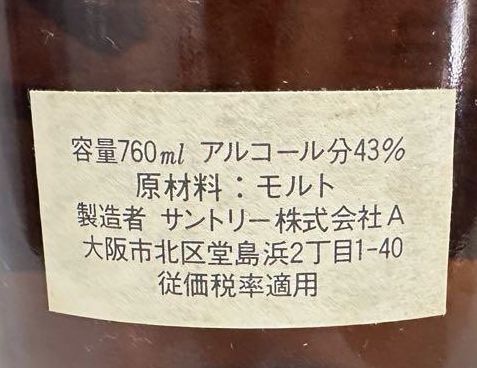 容量760ml アルコール分43%
原材料：モルト
製造者 サントリー株式会社A
大阪市北区堂島浜2丁目1-40
従価税率適用